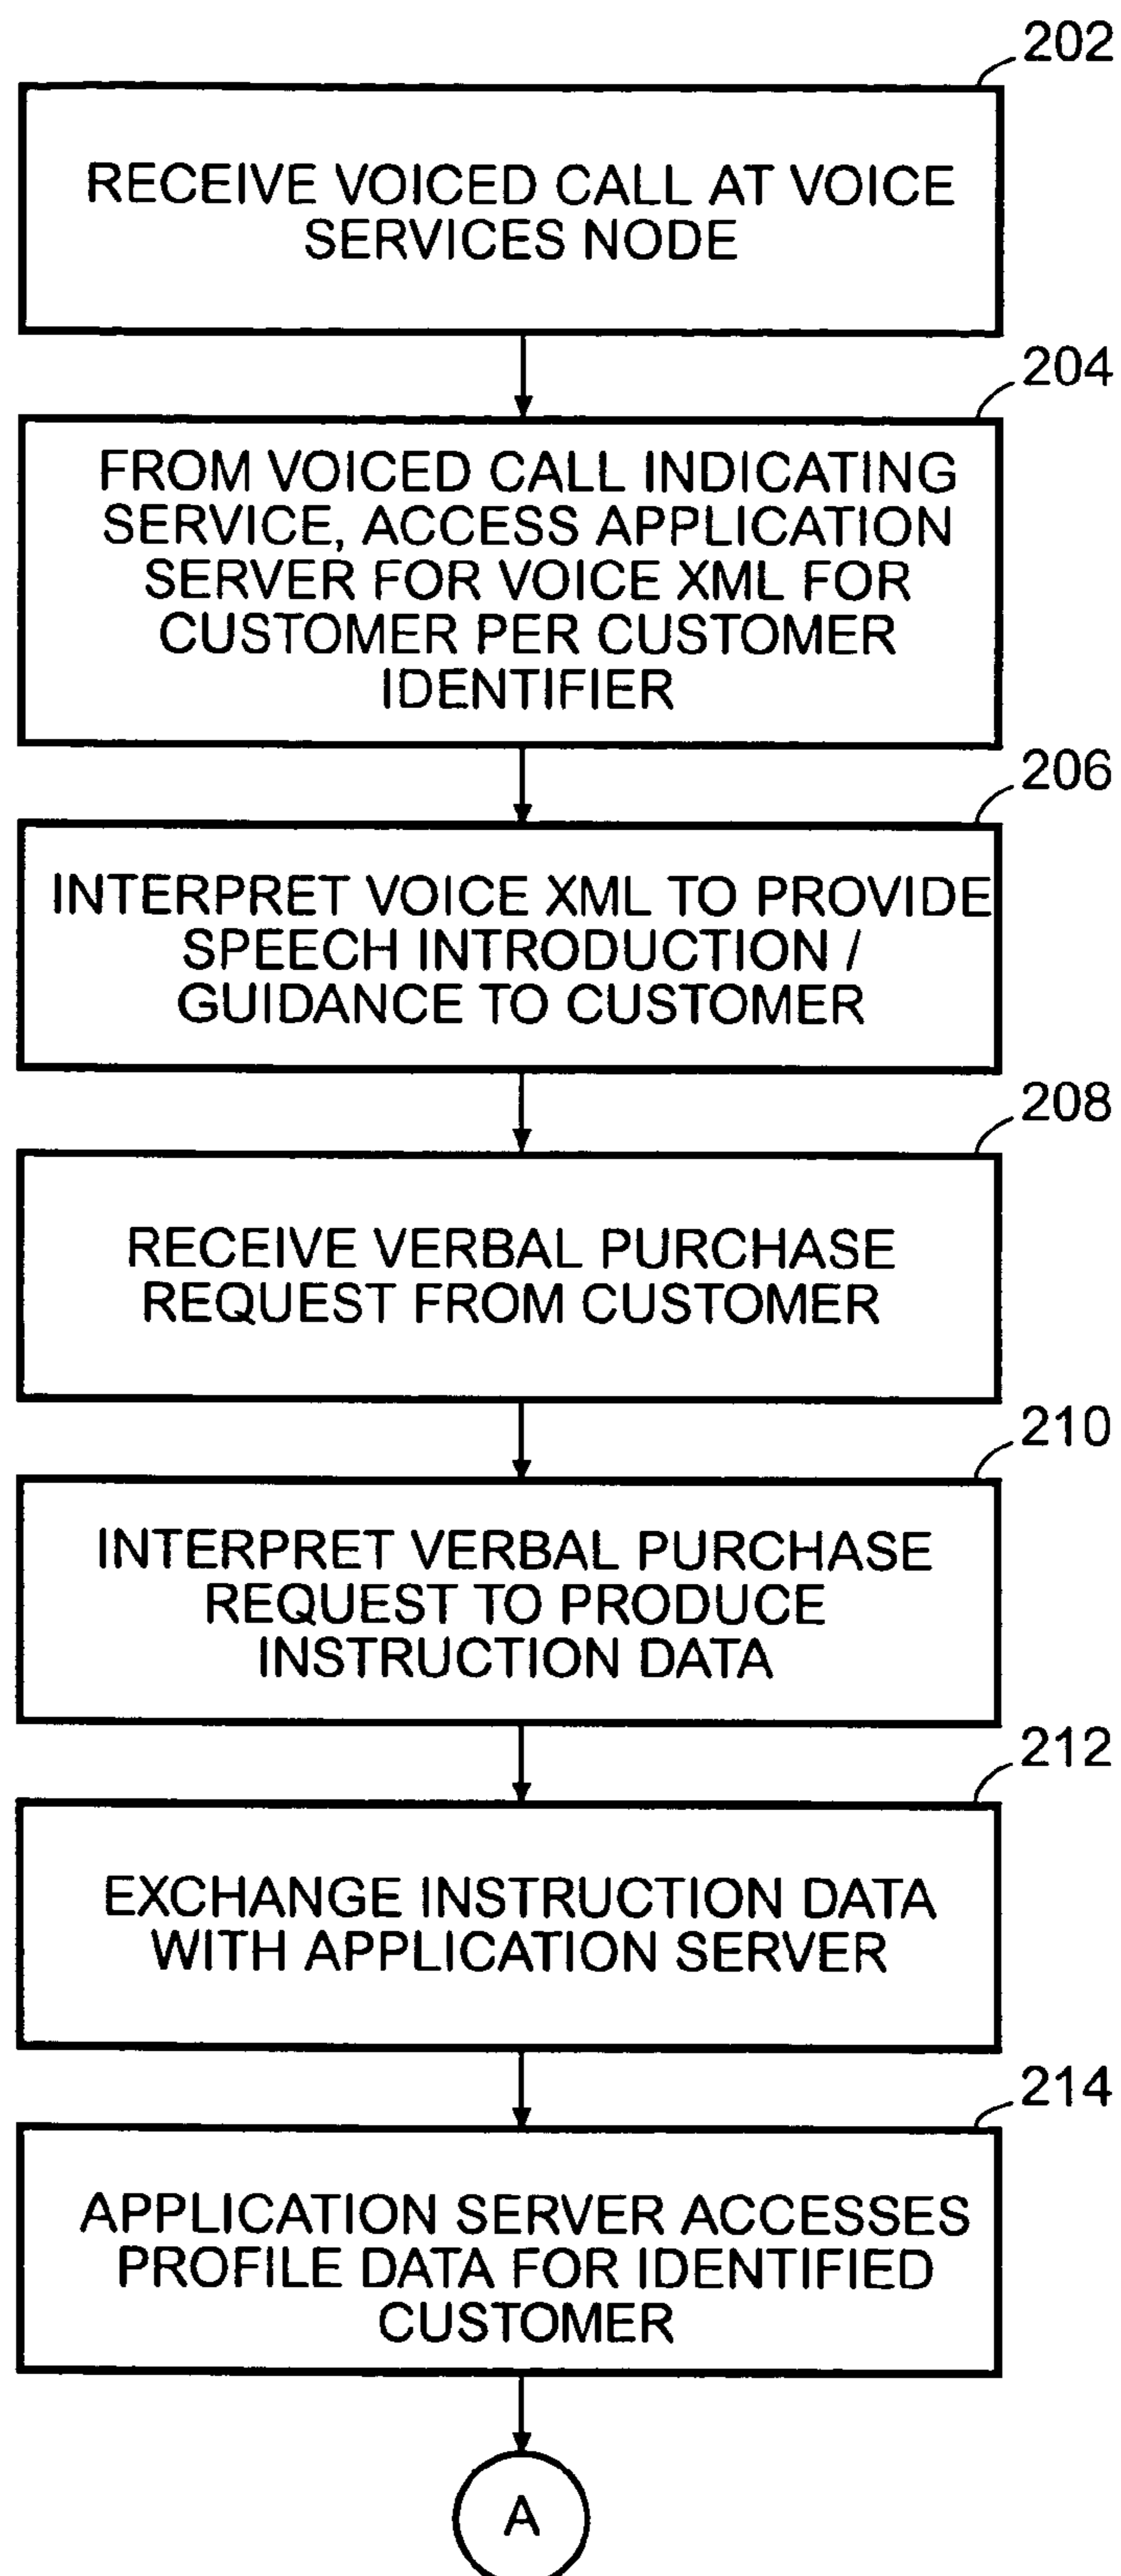 202
RECEIVE VOICED CALL AT VOICE
SERVICES NODE
204
FROM VOICED CALL INDICATING
SERVICE, ACCESS APPLICATION
SERVER FOR VOICE XML FOR
CUSTOMER PER CUSTOMER
IDENTIFIER
206
INTERPRET VOICE XML TO PROVIDE
SPEECH INTRODUCTION /
GUIDANCE TO CUSTOMER
208
RECEIVE VERBAL PURCHASE
REQUEST FROM CUSTOMER
210
INTERPRET VERBAL PURCHASE
REQUEST TO PRODUCE
INSTRUCTION DATA
212
EXCHANGE INSTRUCTION DATA
WITH APPLICATION SERVER
214
APPLICATION SERVER ACCESSES
PROFILE DATA FOR IDENTIFIED
CUSTOMER
A